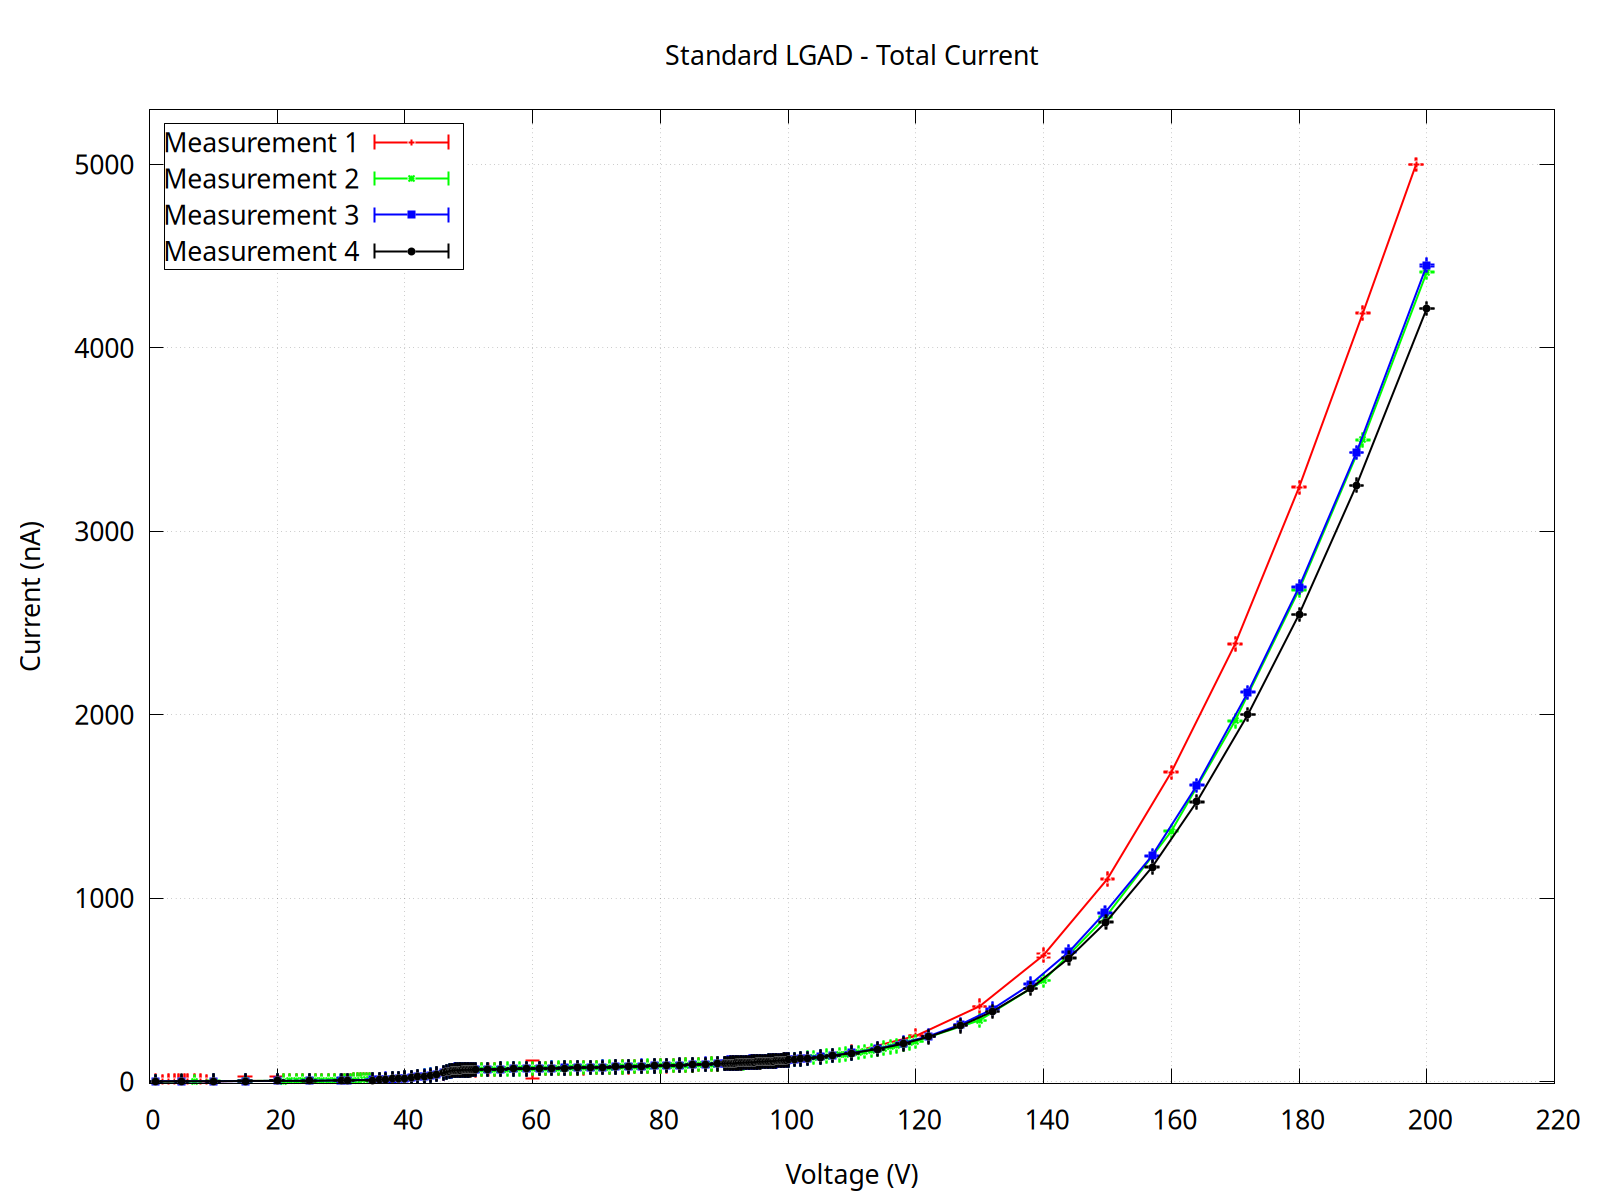 Standard LGAD - Total Current
Measurement 1
Measurement 2
Measurement 3
Measurement 4
5000
4000
3000
2000
1000
0
Current (nA)
0 20 40 60 80 100 120 140 160 180 200 220
Voltage (V)